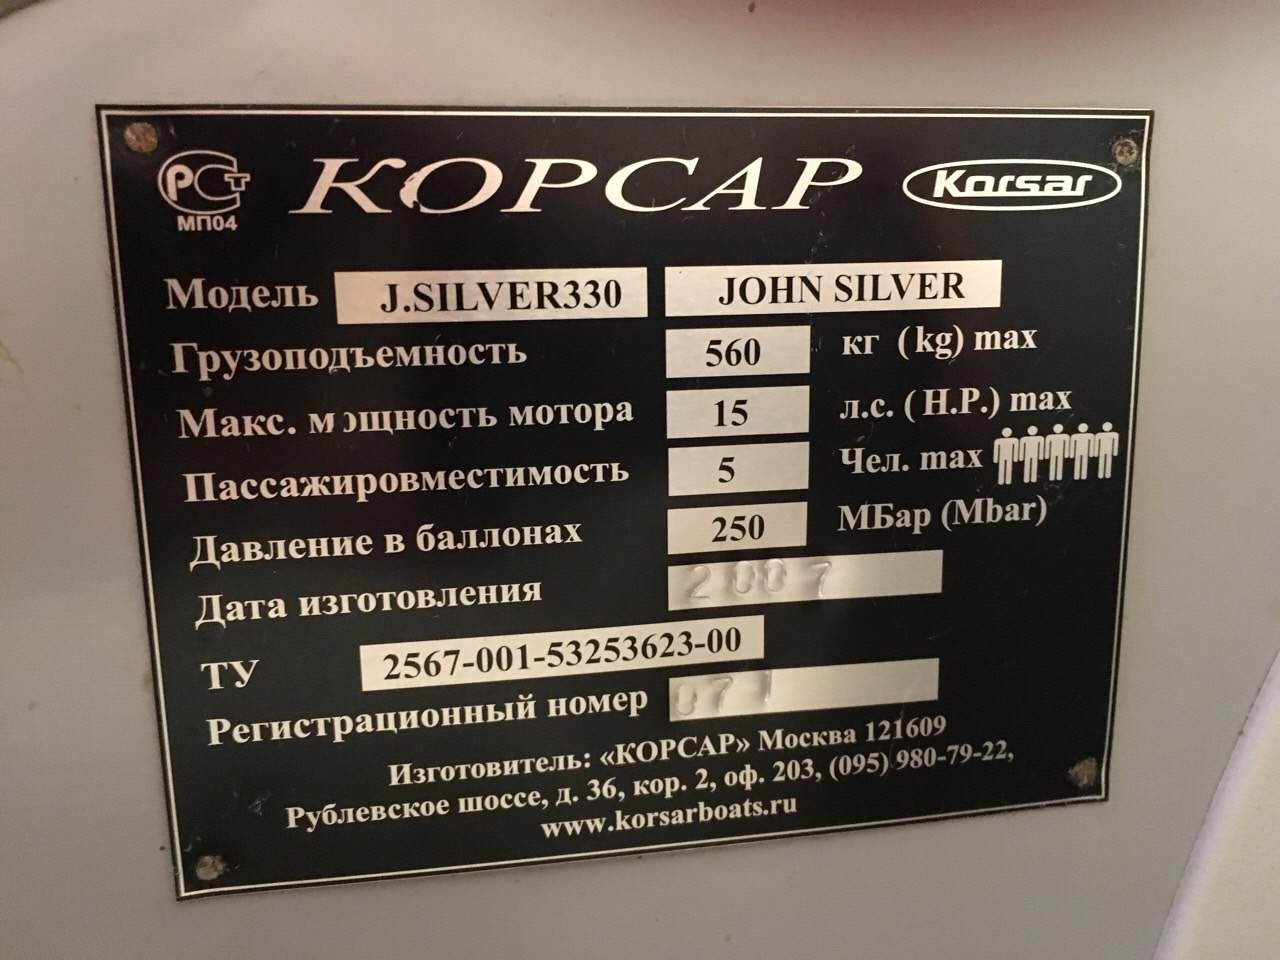 РСТ КОРСАР Korsar
МП04
Модель J.SILVER330 JOHN SILVER
Грузоподъемность 560 кг (kg) max
Макс. мощность мотора 15 л.с. (H.P.) max
Пассажировместимость 5 Чел. max
Давление в баллонах 250 МБар (Mbar)
Дата изготовления 2007
ТУ 2567-001-53253623-00
Регистрационный номер 071
Изготовитель: «КОРСАР» Москва 121609
Рублевское шоссе, д. 36, кор. 2, оф. 203, (095) 980-79-22,
www.korsarboats.ru